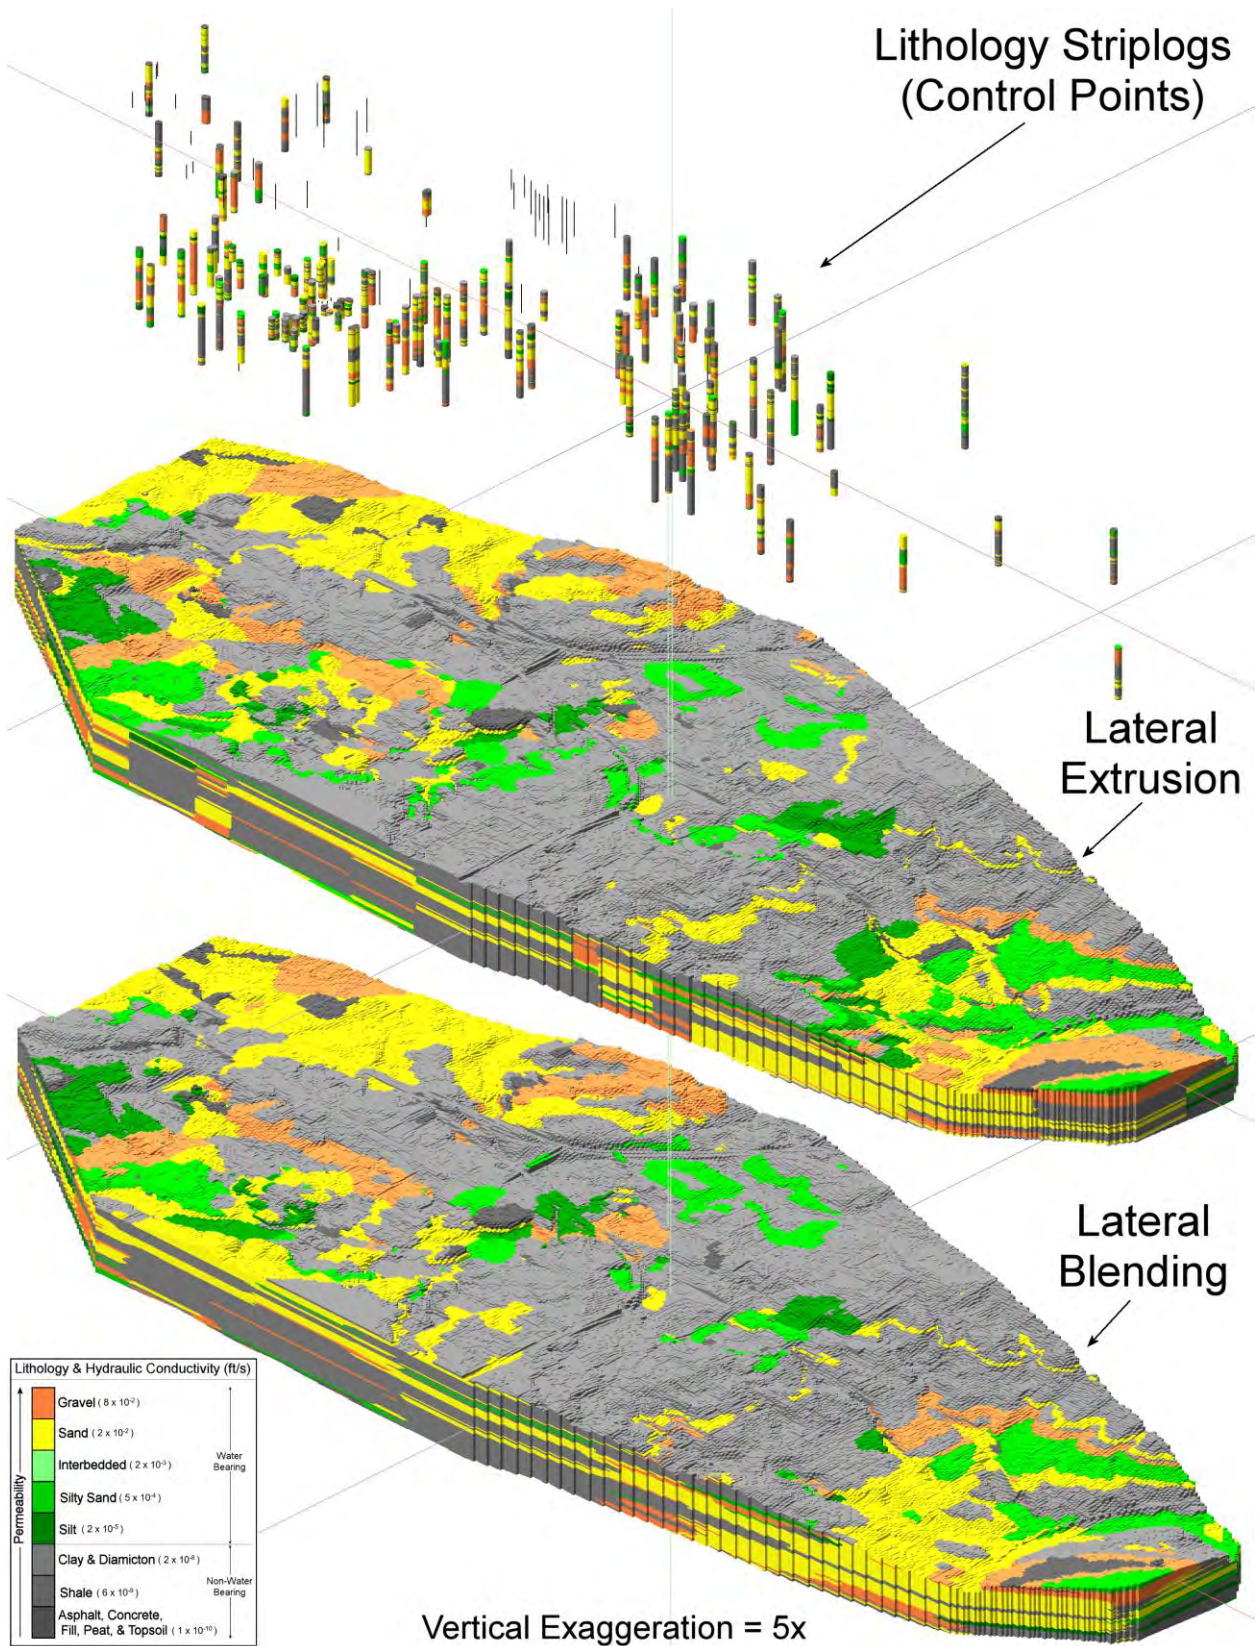 Lithology Striplogs
(Control Points)
Lateral
Extrusion
Lateral
Blending
Lithology & Hydraulic Conductivity (ft/s)
Permeability
Gravel ( 8 x 10-2)
Sand ( 2 x 10-2)
Interbedded ( 2 x 10-3)
Silty Sand ( 5 x 10-4)
Silt ( 2 x 10-5)
Water
Bearing
Clay & Diamicton ( 2 x 10-8)
Shale ( 6 x 10-9)
Asphalt, Concrete,
Fill, Peat, & Topsoil ( 1 x 10-10)
Non-Water
Bearing
Vertical Exaggeration = 5x